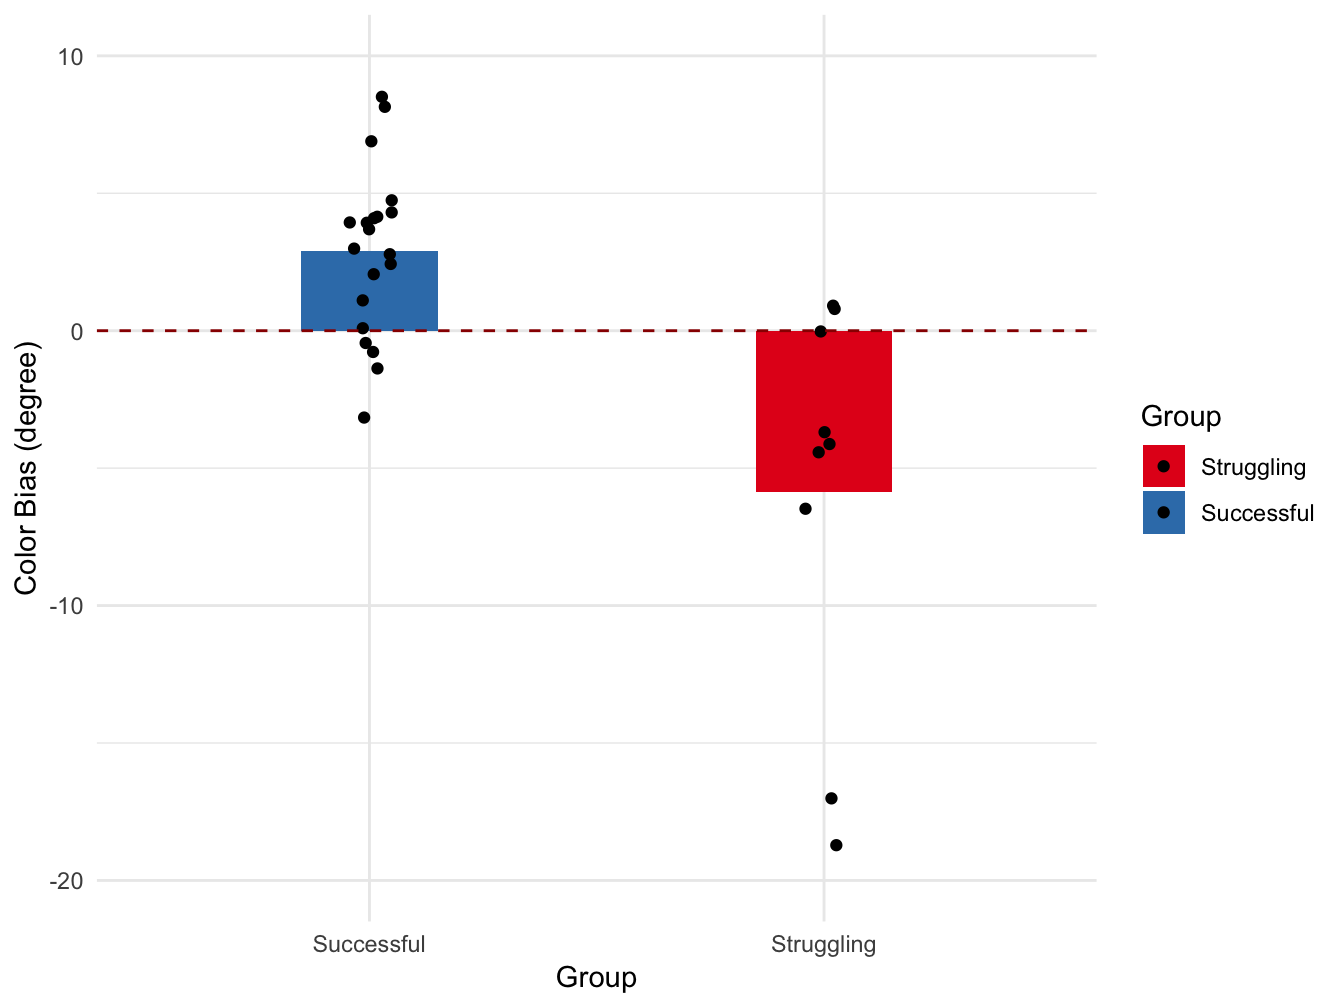 10
0
-10
-20
Color Bias (degree)
Successful
Struggling
Group
Group
Struggling
Successful